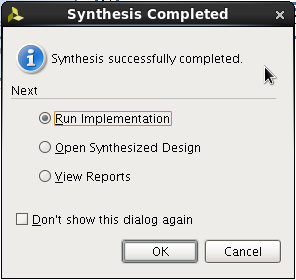 Synthesis Completed
Synthesis successfully completed.
Next
Run Implementation
Open Synthesized Design
View Reports
Don't show this dialog again
OK Cancel